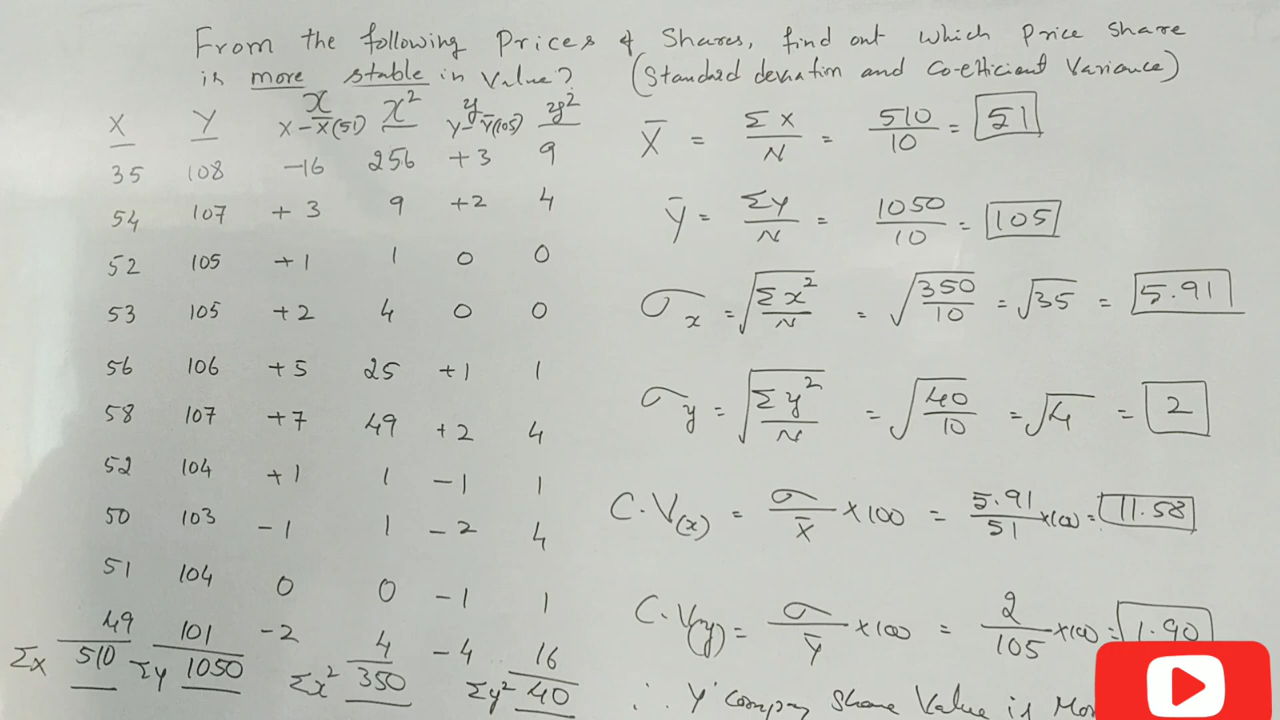 From the following Prices of Shares, find out which Price Share
is more stable in Value? (Standard deviation and Co-efficient Variance)
X Y x x² y y²
X-X̄(51) Y-Ȳ(105)
35 108 -16 256 +3 9
54 107 +3 9 +2 4
52 105 +1 1 0 0
53 105 +2 4 0 0
56 106 +5 25 +1 1
58 107 +7 49 +2 4
52 104 +1 1 -1 1
50 103 -1 1 -2 4
51 104 0 0 -1 1
49 101 -2 4 -4 16
Σx 510 Σy 1050 Σx² 350 Σy² 40
X̄ = ΣX/N = 510/10 = 51
Ȳ = ΣY/N = 1050/10 = 105
σx = √(Σx²/N) = √(350/10) = √35 = 5.91
σy = √(Σy²/N) = √(40/10) = √4 = 2
C.V(x) = σ/X̄ ×100 = 5.91/51 ×100 = 11.58
C.V(y) = σ/Ȳ ×100 = 2/105 ×100 = 1.90
∴ 'Y' Company Share Value is Mor